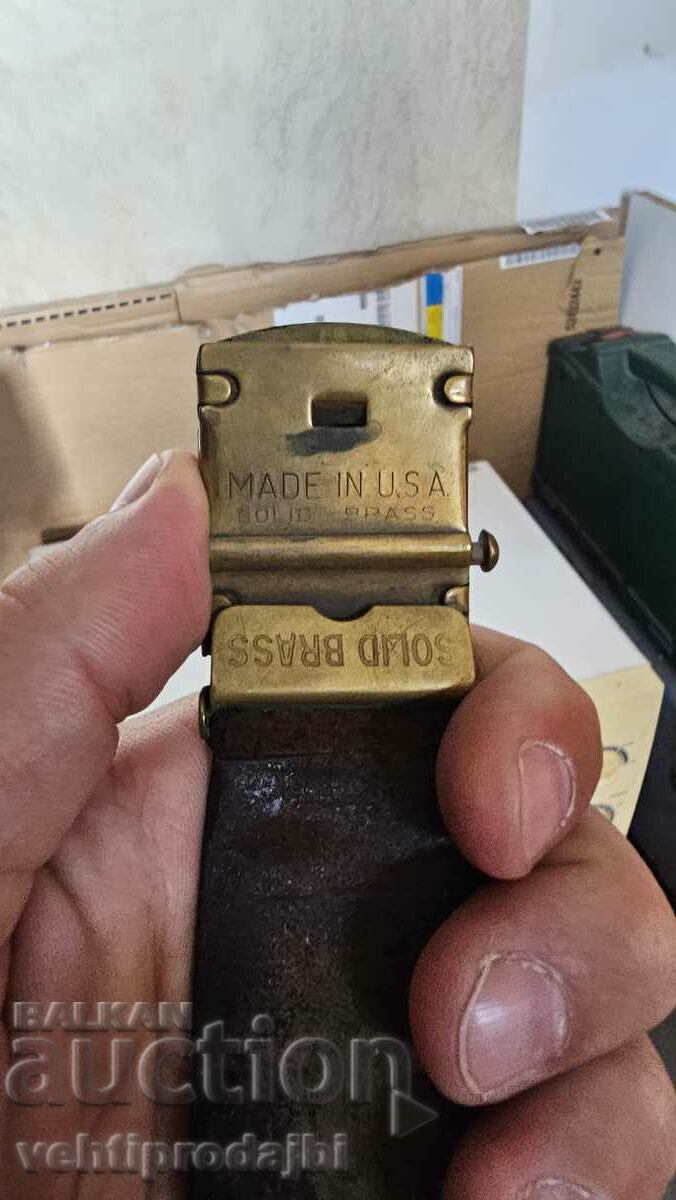 MADE IN U.S.A.
SOLID BRASS
SOLID BRASS
BALKAN
auction
vehtiprodajbi